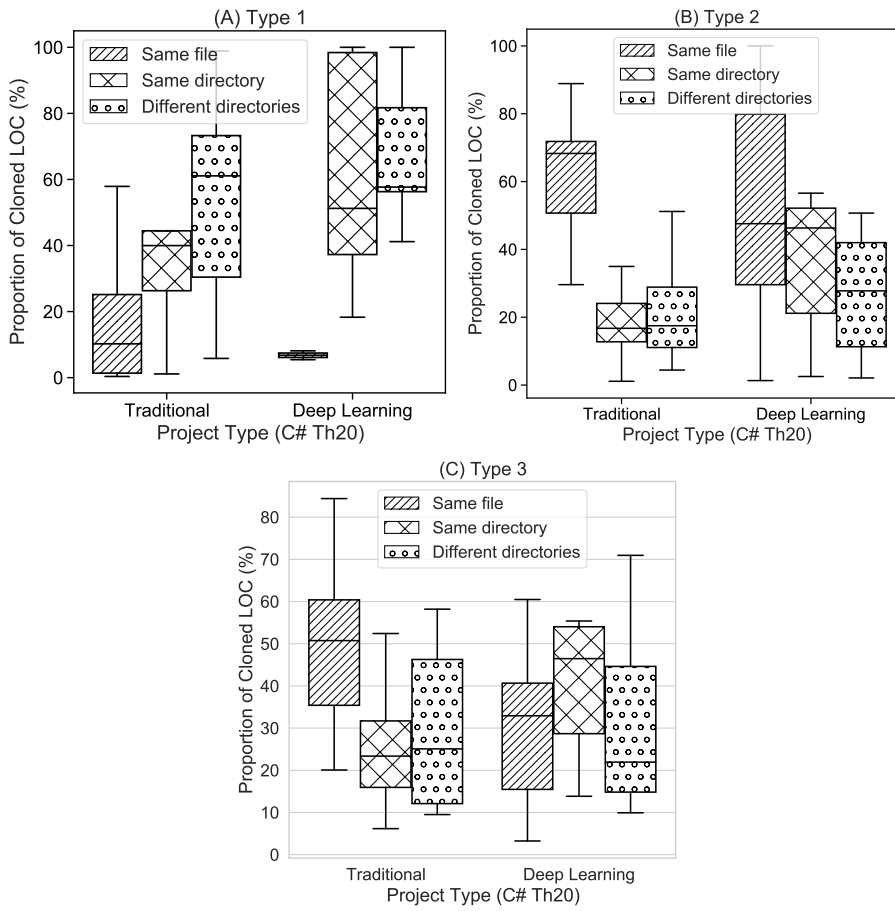 (A) Type 1
Proportion of Cloned LOC (%)
100
80
60
40
20
0
Same file
Same directory
Different directories
Traditional
Deep Learning
Project Type (C# Th20)
(B) Type 2
Proportion of Cloned LOC (%)
100
80
60
40
20
0
Same file
Same directory
Different directories
Traditional
Deep Learning
Project Type (C# Th20)
(C) Type 3
Proportion of Cloned LOC (%)
80
70
60
50
40
30
20
10
0
Same file
Same directory
Different directories
Traditional
Deep Learning
Project Type (C# Th20)